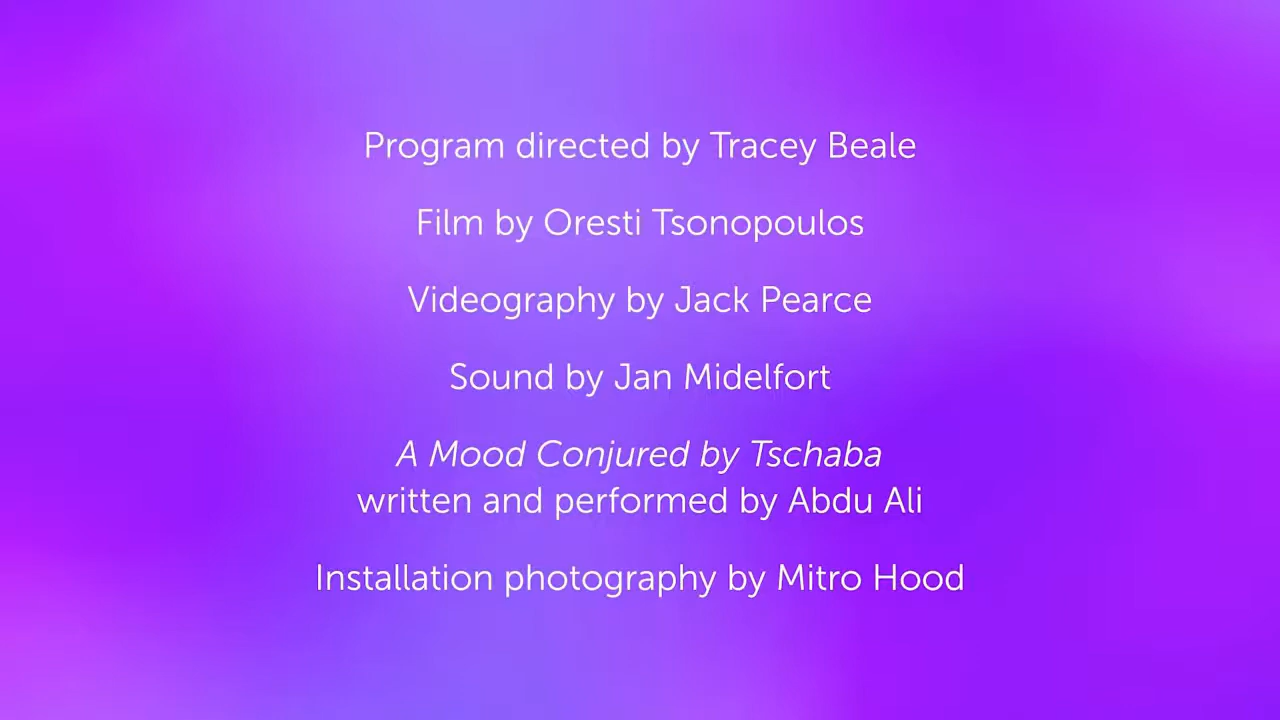 Program directed by Tracey Beale
Film by Oresti Tsonopoulos
Videography by Jack Pearce
Sound by Jan Midelfort
A Mood Conjured by Tschaba
written and performed by Abdu Ali
Installation photography by Mitro Hood